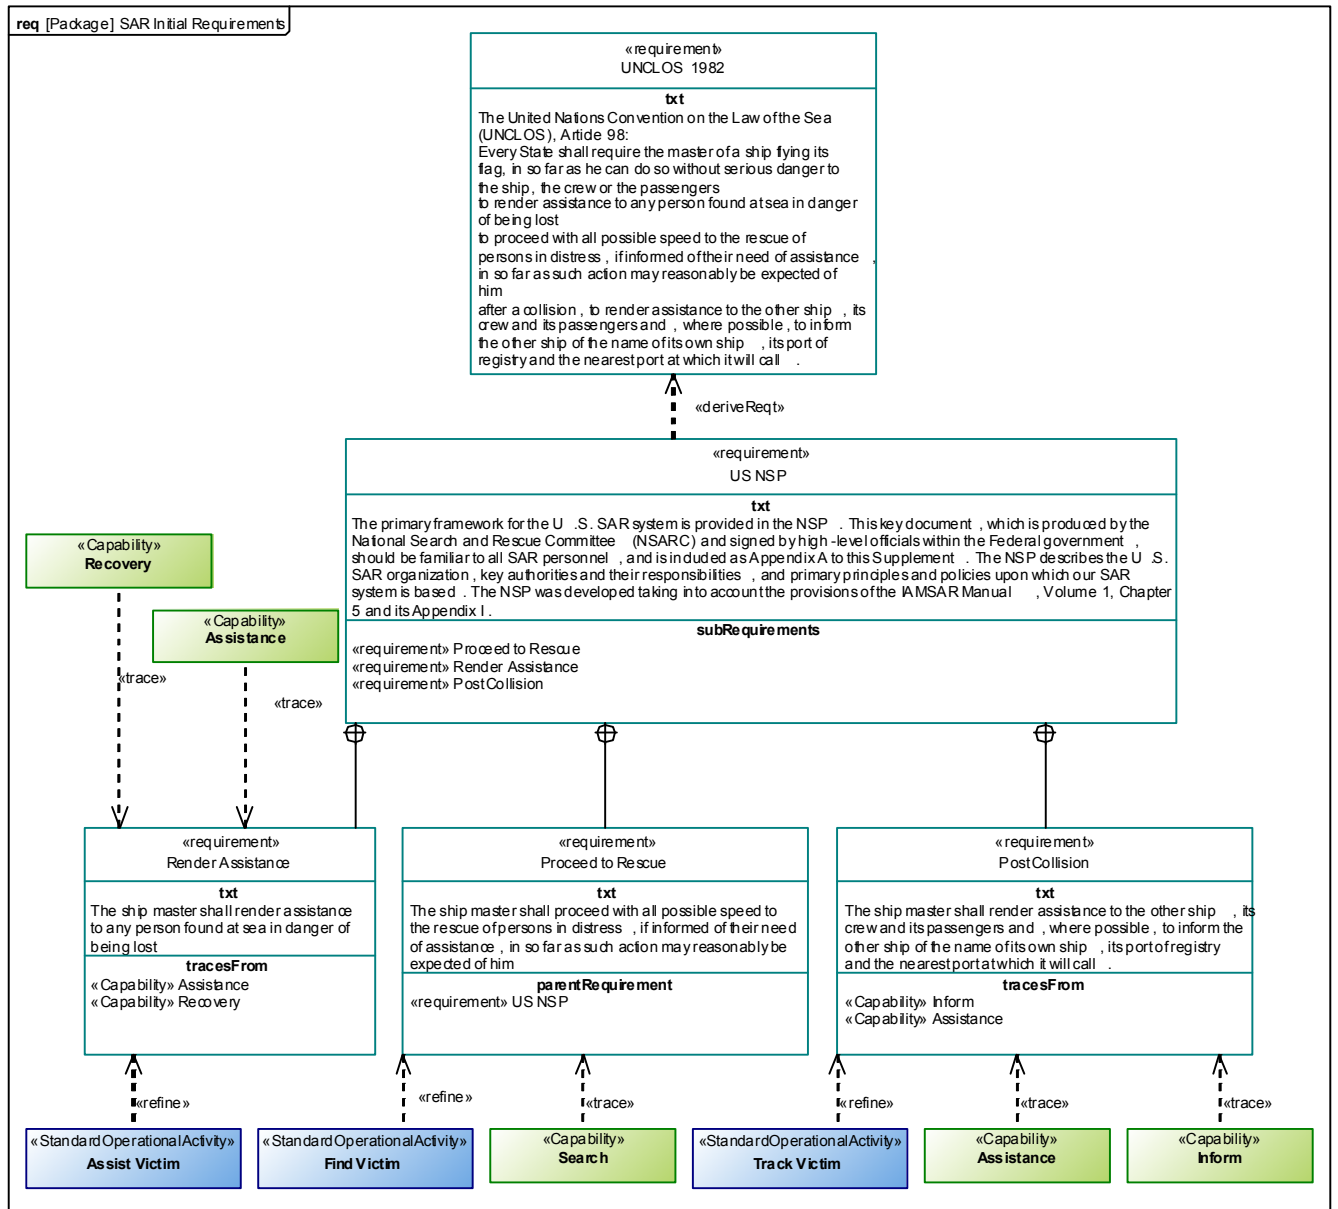 req [Package] SAR Initial Requirements
«requirement»
UNCLOS 1982
txt
The United Nations Convention on the Law of the Sea
(UNCLOS), Article 98:
Every State shall require the master of a ship flying its
flag, in so far as he can do so without serious danger to
the ship, the crew or the passengers
to render assistance to any person found at sea in danger
of being lost
to proceed with all possible speed to the rescue of
persons in distress , if informed of their need of assistance ,
in so far as such action may reasonably be expected of
him
after a collision , to render assistance to the other ship , its
crew and its passengers and , where possible , to inform
the other ship of the name of its own ship , its port of
registry and the nearest port at which it will call .
«deriveReqt»
«requirement»
US NSP
txt
The primary framework for the U .S. SAR system is provided in the NSP . This key document , which is produced by the
National Search and Rescue Committee (NSARC) and signed by high -level officials within the Federal government ,
should be familiar to all SAR personnel , and is included as Appendix A to this Supplement . The NSP describes the U .S.
SAR organization , key authorities and their responsibilities , and primary principles and policies upon which our SAR
system is based . The NSP was developed taking into account the provisions of the IAMSAR Manual , Volume 1, Chapter
5 and its Appendix I .
subRequirements
«requirement» Proceed to Rescue
«requirement» Render Assistance
«requirement» PostCollision
«Capability»
Recovery
«Capability»
Assistance
«trace»
«trace»
«requirement»
Render Assistance
txt
The ship master shall render assistance
to any person found at sea in danger of
being lost
tracesFrom
«Capability» Assistance
«Capability» Recovery
«requirement»
Proceed to Rescue
txt
The ship master shall proceed with all possible speed to
the rescue of persons in distress , if informed of their need
of assistance , in so far as such action may reasonably be
expected of him
parentRequirement
«requirement» US NSP
«requirement»
PostCollision
txt
The ship master shall render assistance to the other ship , its
crew and its passengers and , where possible , to inform the
other ship of the name of its own ship , its port of registry
and the nearest port at which it will call .
tracesFrom
«Capability» Inform
«Capability» Assistance
«refine»
«refine»
«trace»
«refine»
«trace»
«trace»
«StandardOperationalActivity»
Assist Victim
«StandardOperationalActivity»
Find Victim
«Capability»
Search
«StandardOperationalActivity»
Track Victim
«Capability»
Assistance
«Capability»
Inform